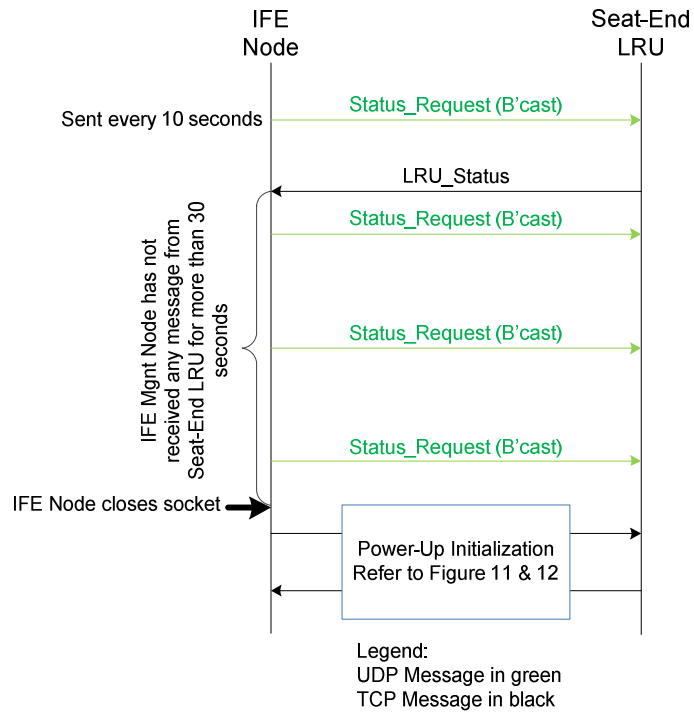 IFE
Node
Seat-End
LRU
Sent every 10 seconds
Status_Request (B'cast)
LRU_Status
Status_Request (B'cast)
IFE Mgnt Node has not
received any message from
Seat-End LRU for more than 30
seconds
Status_Request (B'cast)
Status_Request (B'cast)
IFE Node closes socket
Power-Up Initialization
Refer to Figure 11 & 12
Legend:
UDP Message in green
TCP Message in black